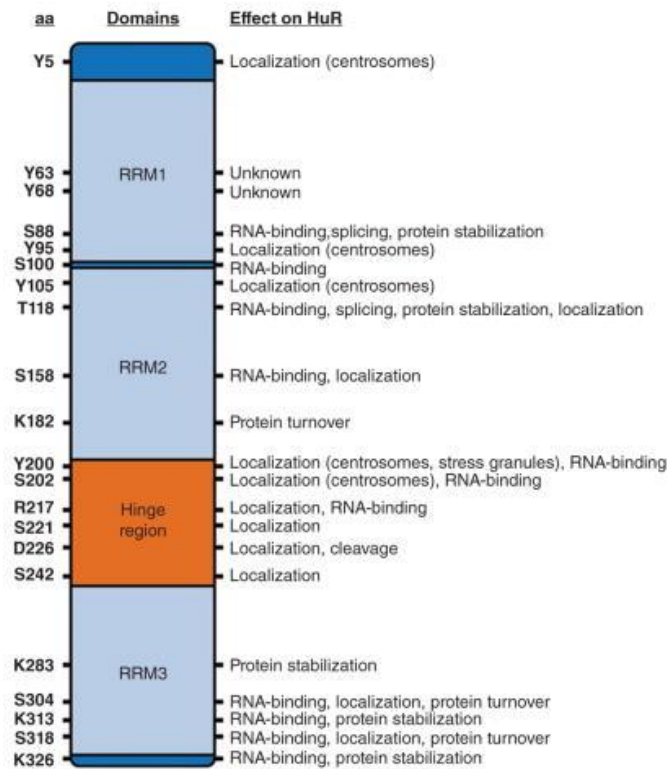 aa Domains Effect on HuR
Y5 Localization (centrosomes)
RRM1
Y63 Unknown
Y68 Unknown
S88 RNA-binding,splicing, protein stabilization
Y95 Localization (centrosomes)
S100 RNA-binding
Y105 Localization (centrosomes)
T118 RNA-binding, splicing, protein stabilization, localization
RRM2
S158 RNA-binding, localization
K182 Protein turnover
Y200 Localization (centrosomes, stress granules), RNA-binding
S202 Localization (centrosomes), RNA-binding
R217 Hinge Localization, RNA-binding
S221 region Localization
D226 Localization, cleavage
S242 Localization
K283 RRM3 Protein stabilization
S304 RNA-binding, localization, protein turnover
K313 RNA-binding, protein stabilization
S318 RNA-binding, localization, protein turnover
K326 RNA-binding, protein stabilization